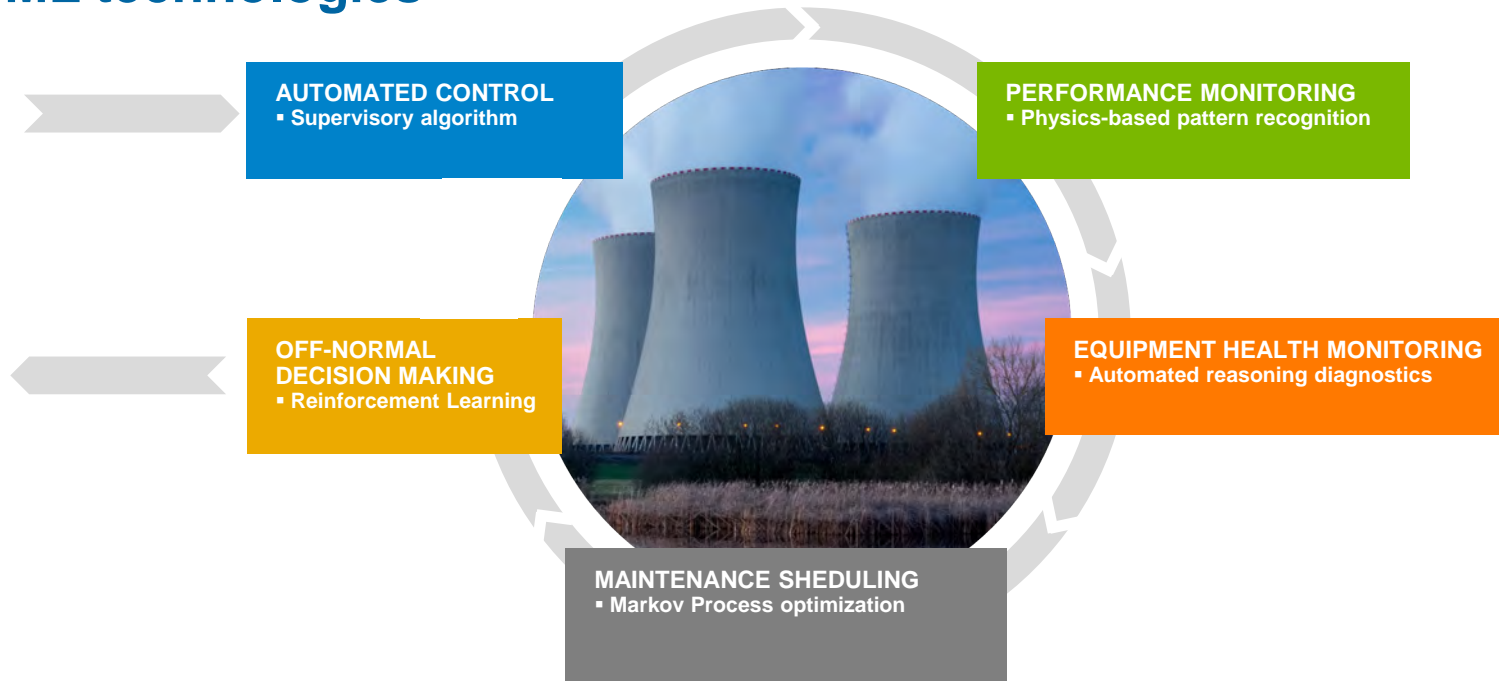 AUTOMATED CONTROL
▪ Supervisory algorithm
PERFORMANCE MONITORING
▪ Physics-based pattern recognition
OFF-NORMAL
DECISION MAKING
▪ Reinforcement Learning
EQUIPMENT HEALTH MONITORING
▪ Automated reasoning diagnostics
MAINTENANCE SHEDULING
▪ Markov Process optimization